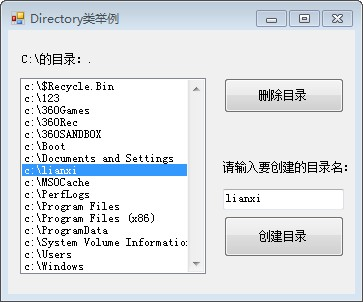 Directory类举例
C:\的目录：.
c:\$Recycle.Bin
c:\123
c:\360Games
c:\360Rec
c:\360SANDBOX
c:\Boot
c:\Documents and Settings
c:\lianxi
c:\MSOCache
c:\PerfLogs
c:\Program Files
c:\Program Files (x86)
c:\ProgramData
c:\System Volume Information
c:\Users
c:\Windows
删除目录
请输入要创建的目录名：
lianxi
创建目录